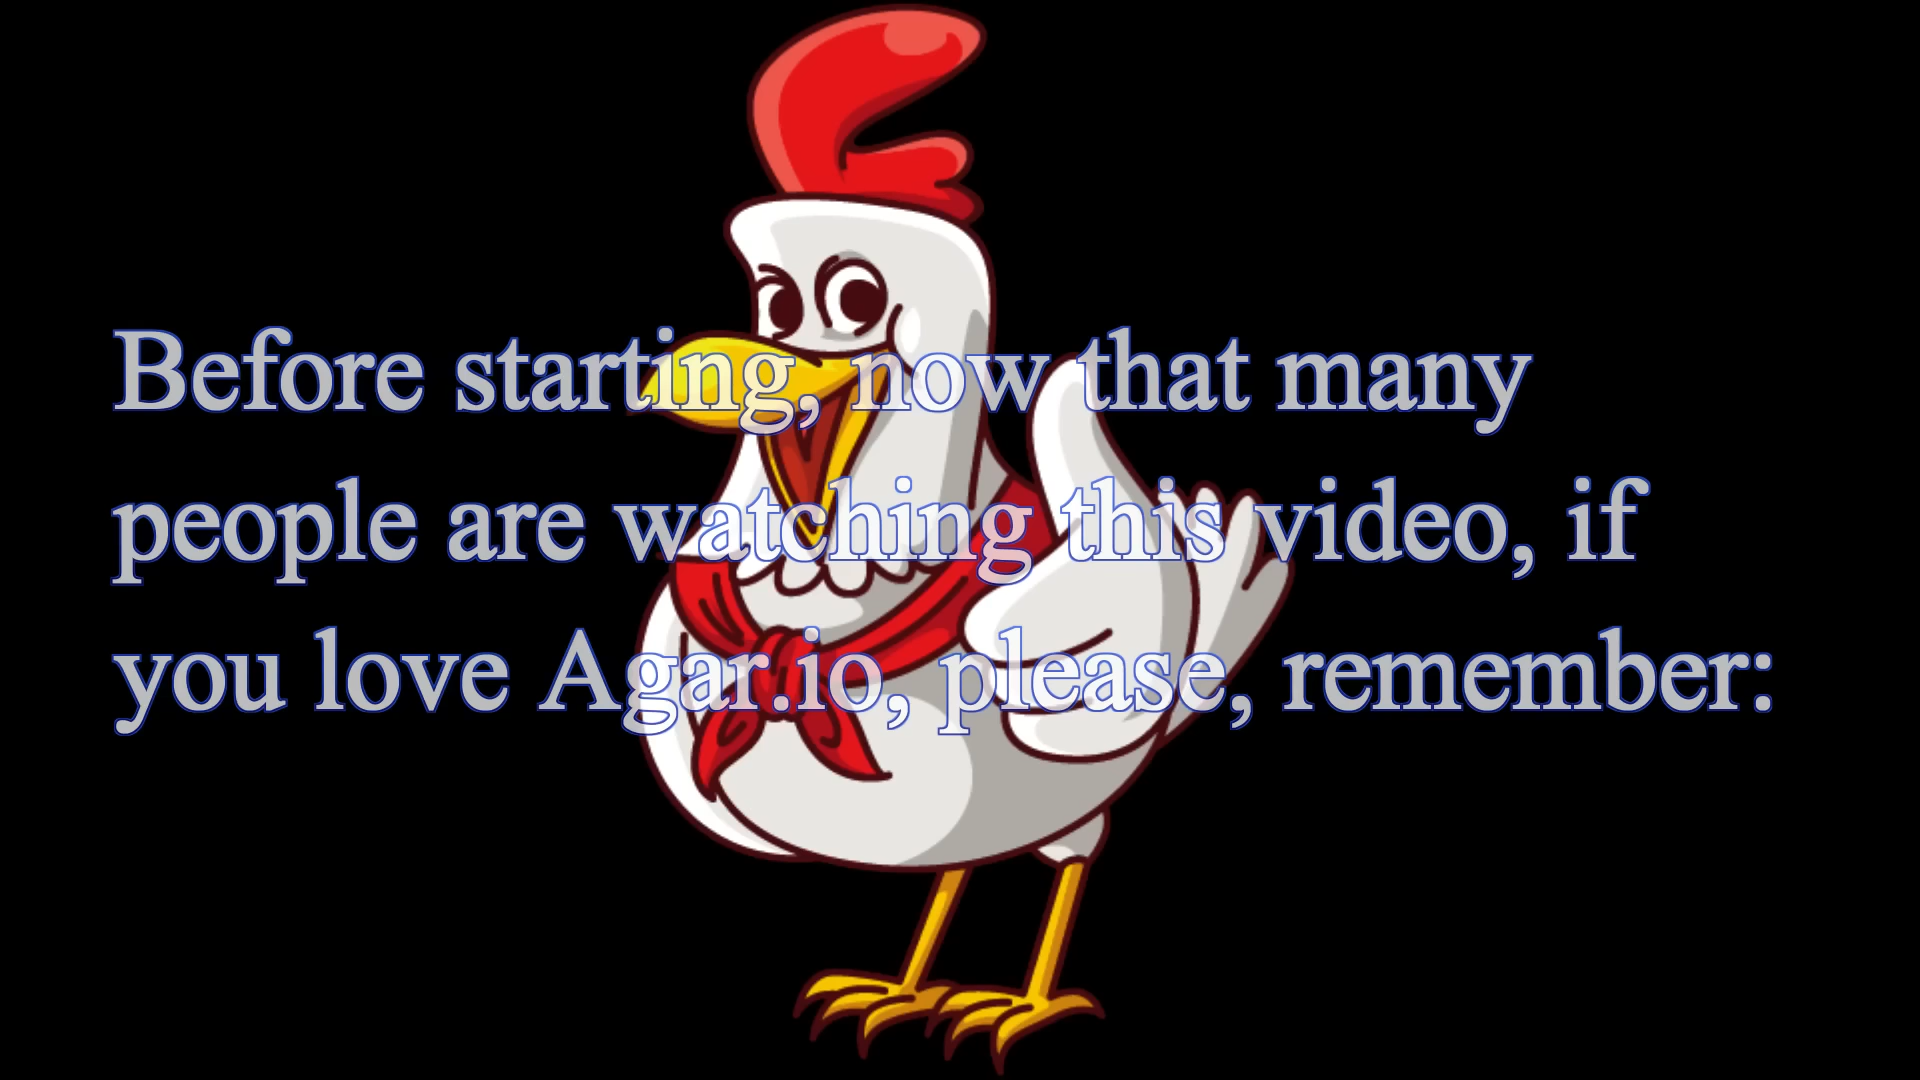 Before starting, now that many
people are watching this video, if
you love Agar.io, please, remember: